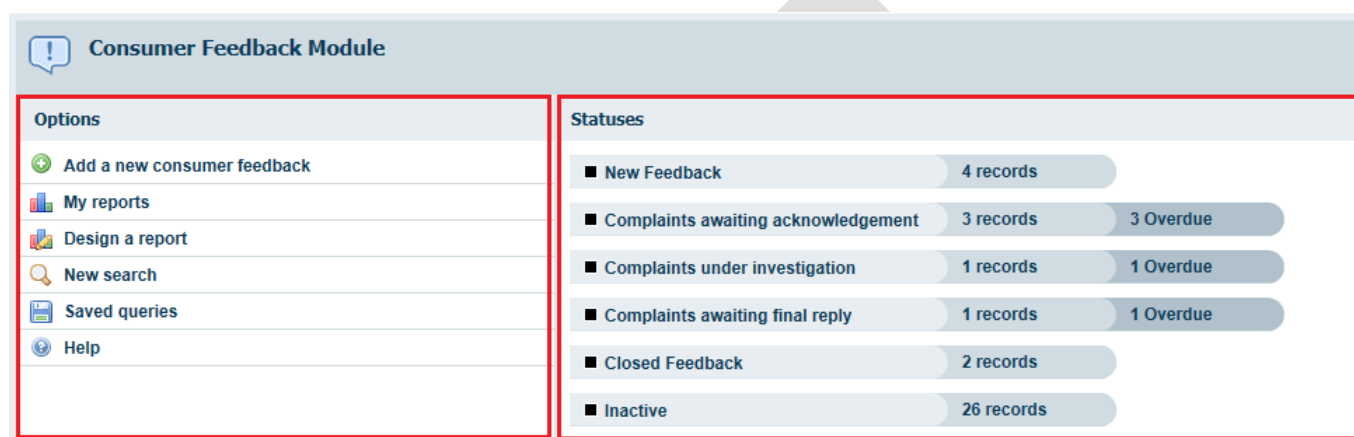 Consumer Feedback Module
Options
Add a new consumer feedback
My reports
Design a report
New search
Saved queries
Help
Statuses
New Feedback 4 records
Complaints awaiting acknowledgement 3 records 3 Overdue
Complaints under investigation 1 records 1 Overdue
Complaints awaiting final reply 1 records 1 Overdue
Closed Feedback 2 records
Inactive 26 records